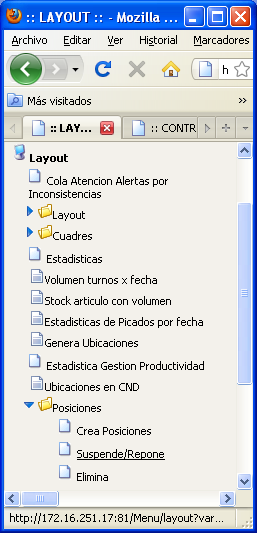 :: LAYOUT :: - Mozilla ...
Archivo Editar Ver Historial Marcadores
h
Más visitados »
:: LAY... :: CONTR
Layout
Cola Atencion Alertas por
Inconsistencias
Layout
Cuadres
Estadisticas
Volumen turnos x fecha
Stock articulo con volumen
Estadisticas de Picados por fecha
Genera Ubicaciones
Estadistica Gestion Productividad
Ubicaciones en CND
Posiciones
Crea Posiciones
Suspende/Repone
Elimina
http://172.16.251.17:81/Menu/layout?var...